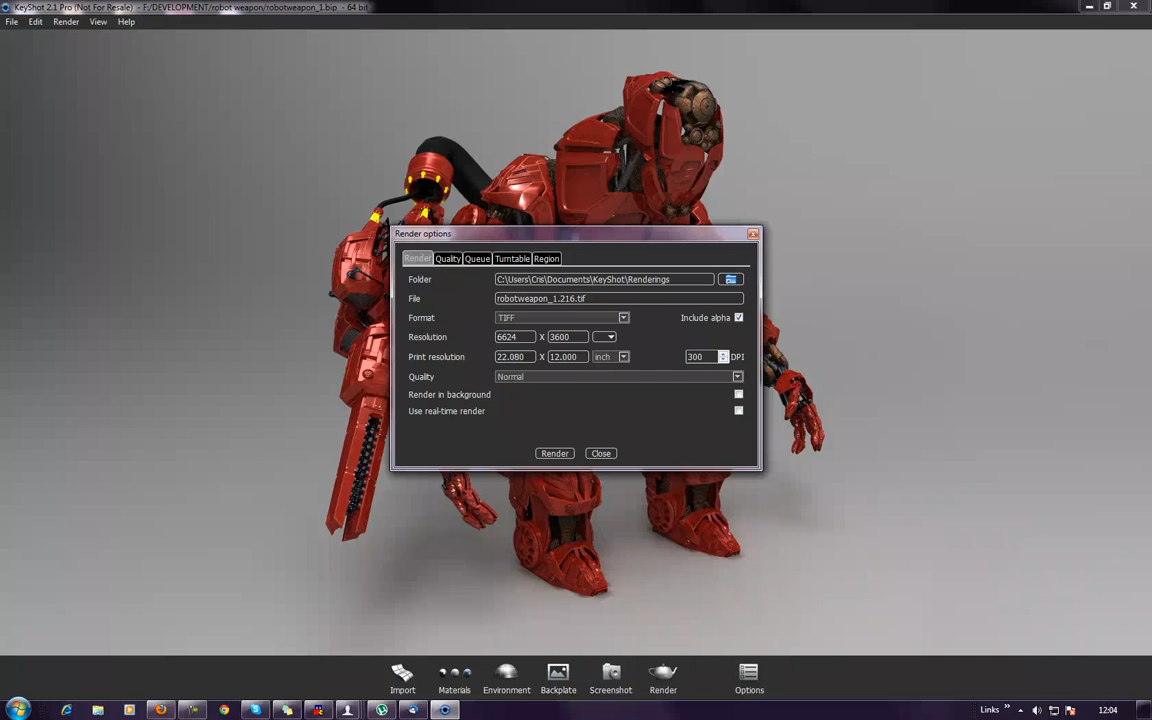 KeyShot 2.1 Pro (Not For Resale) - F:/DEVELOPMENT/robot weapon/robotweapon_1.bip - 64 bit
File Edit Render View Help
Render options
Render Quality Queue Turntable Region
Folder C:\Users\Cris\Documents\KeyShot\Renderings
File robotweapon_1.216.tif
Format TIFF Include alpha
Resolution 6624 X 3600
Print resolution 22.080 X 12.000 inch 300 DPI
Quality Normal
Render in background
Use real-time render
Render Close
Import Materials Environment Backplate Screenshot Render Options
Links » 12:04